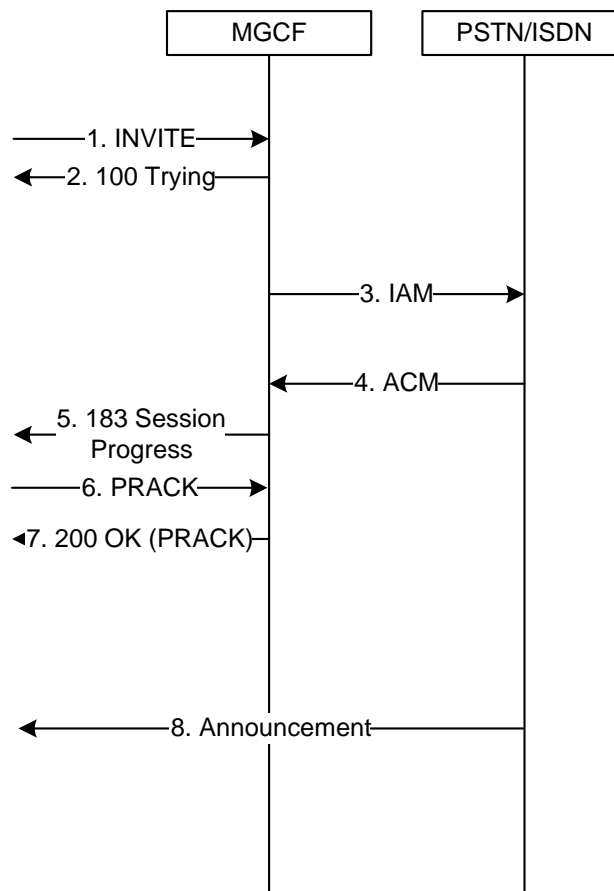 MGCF
PSTN/ISDN
1. INVITE
2. 100 Trying
3. IAM
4. ACM
5. 183 Session
Progress
6. PRACK
7. 200 OK (PRACK)
8. Announcement